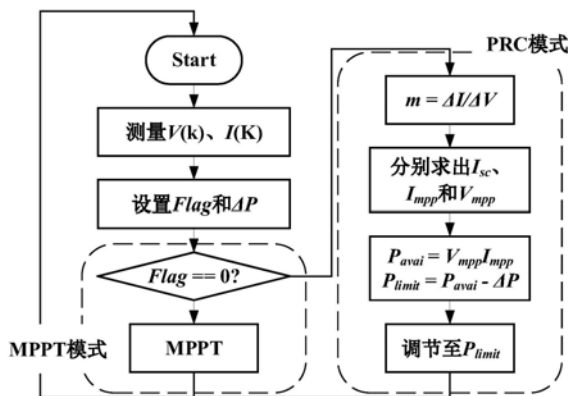 Start
测量V(k)、I(K)
设置Flag和ΔP
Flag == 0?
MPPT
MPPT模式
PRC模式
m = ΔI/ΔV
分别求出Isc、
Impp和Vmpp
Pavai = VmppImpp
Plimit = Pavai - ΔP
调节至Plimit